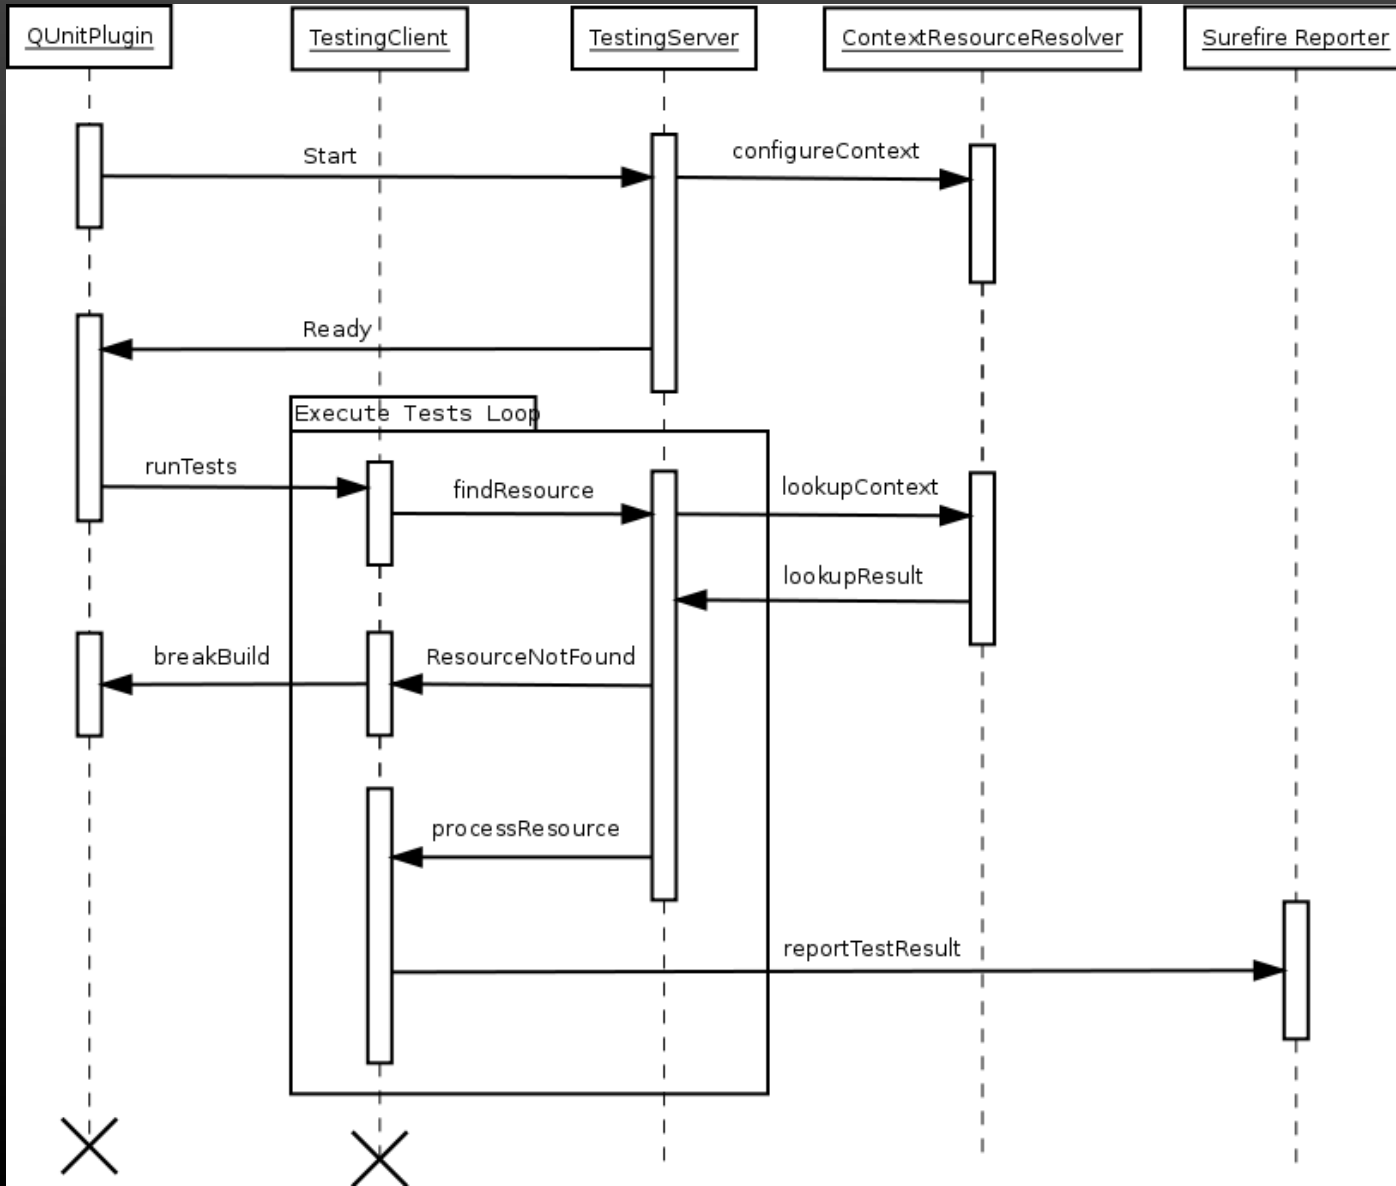 QUnitPlugin
TestingClient
TestingServer
ContextResourceResolver
Surefire Reporter
Start
configureContext
Ready
Execute Tests Loop
runTests
findResource
lookupContext
lookupResult
breakBuild
ResourceNotFound
processResource
reportTestResult